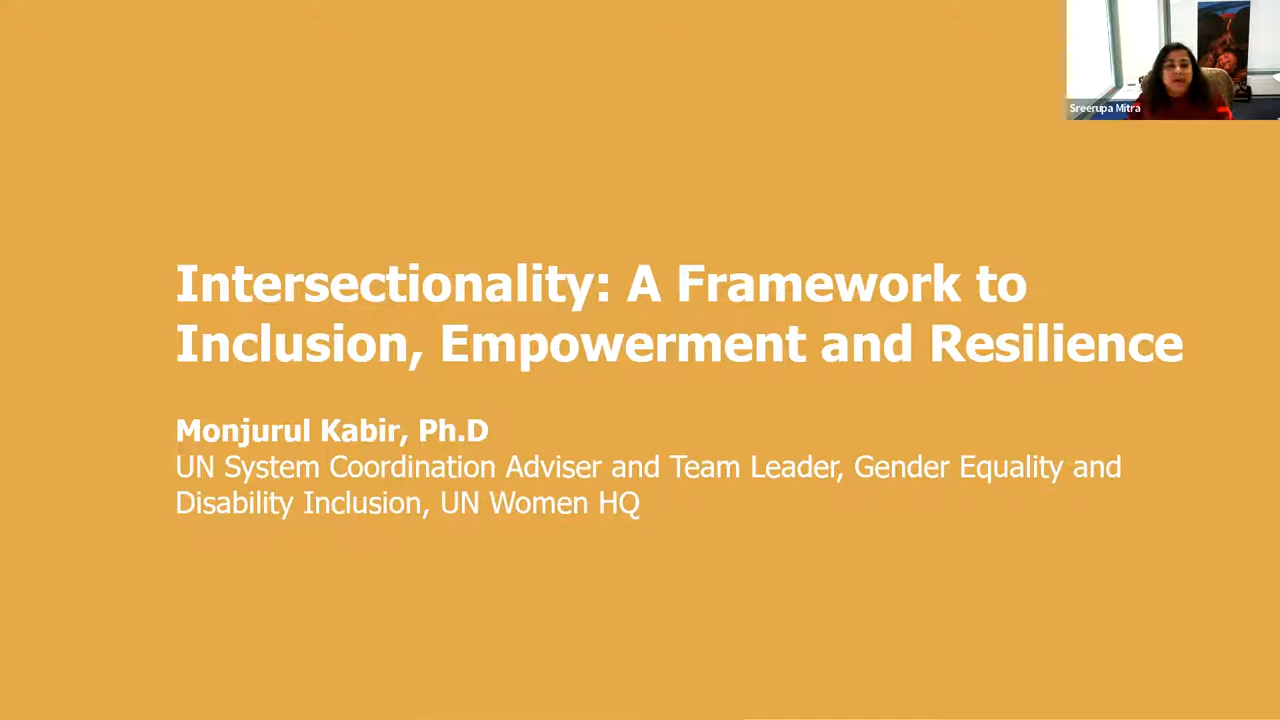 Sreerupa Mitra
Intersectionality: A Framework to
Inclusion, Empowerment and Resilience
Monjurul Kabir, Ph.D
UN System Coordination Adviser and Team Leader, Gender Equality and
Disability Inclusion, UN Women HQ